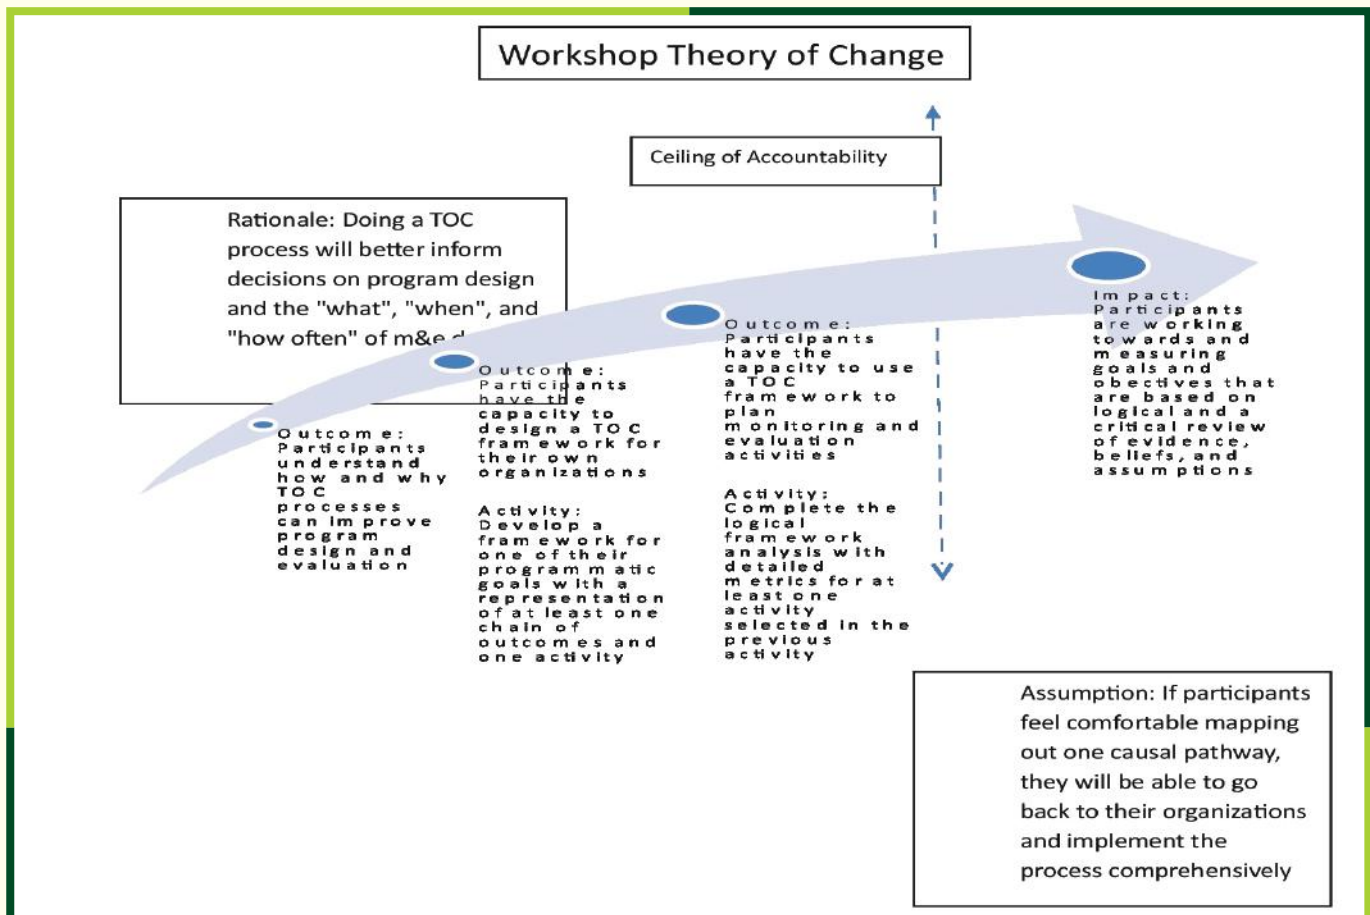 Workshop Theory of Change
Ceiling of Accountability
Rationale: Doing a TOC
process will better inform
decisions on program design
and the "what", "when", and
"how often" of m&e
Outcome:
Participants
understand
how and why
TOC
processes
can improve
program
design and
evaluation
Outcome:
Participants
have the
capacity to
design a TOC
framework for
their own
organizations
Activity:
Develop a
framework for
one of their
programmatic
goals with a
representation
of at least one
chain of
outcomes and
one activity
Outcome:
Participants
have the
capacity to use
a TOC
framework to
plan
monitoring and
evaluation
activities
Activity:
Complete the
logical
framework
analysis with
detailed
metrics for at
least one
activity
selected in the
previous
activity
Impact:
Participants
are working
towards and
measuring
goals and
obectives that
are based on
logical and a
critical review
of evidence,
beliefs, and
assumptions
Assumption: If participants
feel comfortable mapping
out one causal pathway,
they will be able to go
back to their organizations
and implement the
process comprehensively